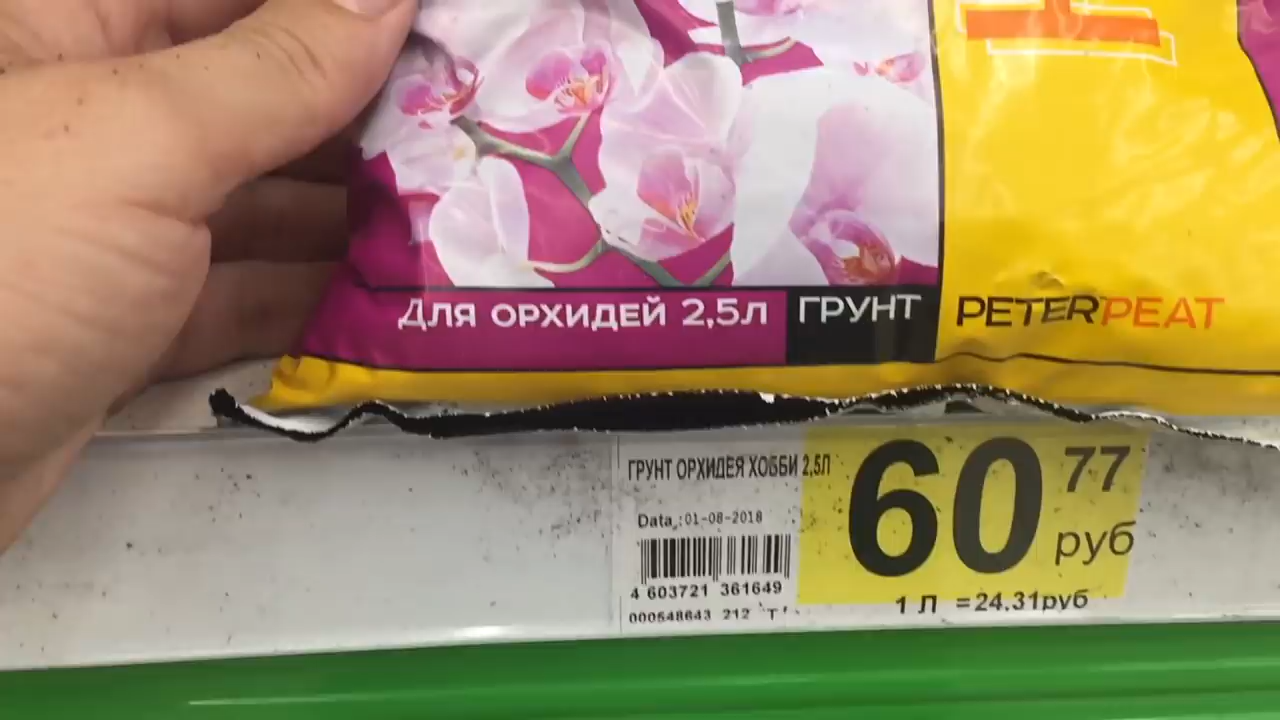 Для ОРХИДЕЙ 2,5л ГРУНТ PETERPEAT
ГРУНТ ОРХИДЕЯ ХОББИ 2,5Л
Data :01-08-2018
4 603721 361649
000548643 212 'Т'
60 77
руб
1 Л =24.31руб